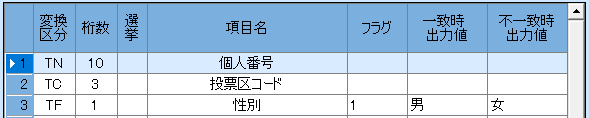 変換区分 桁数 選挙 項目名 フラグ 一致時出力値 不一致時出力値
1 TN 10 個人番号
2 TC 3 投票区コード
3 TF 1 性別 1 男 女